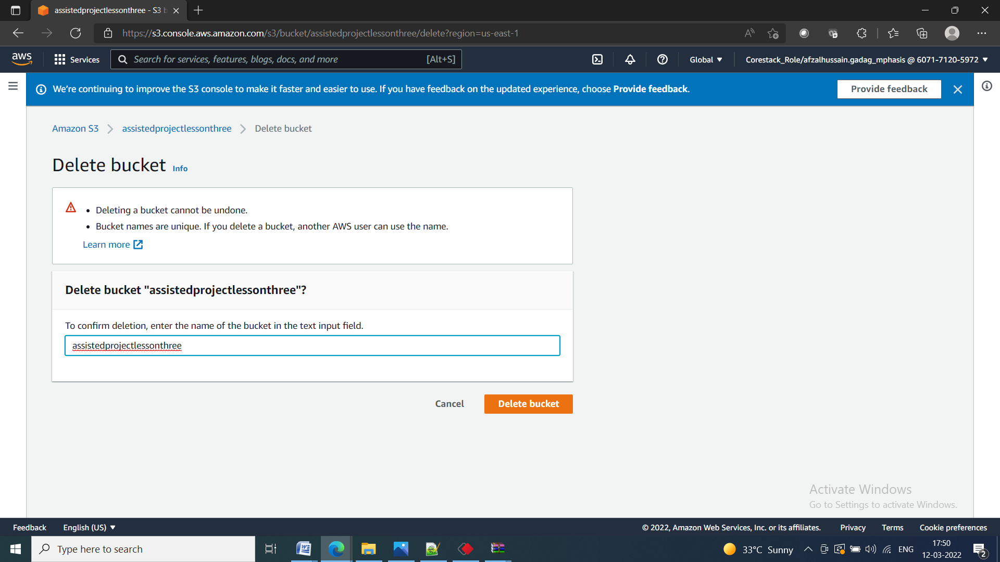 assistedprojectlessonthree - S3 b
https://s3.console.aws.amazon.com/s3/bucket/assistedprojectlessonthree/delete?region=us-east-1
aws
Services
Search for services, features, blogs, docs, and more
[Alt+S]
Global
Corestack_Role/afzalhussain.gadag_mphasis @ 6071-7120-5972
We're continuing to improve the S3 console to make it faster and easier to use. If you have feedback on the updated experience, choose Provide feedback.
Provide feedback
Amazon S3
assistedprojectlessonthree
Delete bucket
Delete bucket Info
Deleting a bucket cannot be undone.
Bucket names are unique. If you delete a bucket, another AWS user can use the name.
Learn more
Delete bucket "assistedprojectlessonthree"?
To confirm deletion, enter the name of the bucket in the text input field.
assistedprojectlessonthree
Cancel
Delete bucket
Activate Windows
Go to Settings to activate Windows.
Feedback
English (US)
© 2022, Amazon Web Services, Inc. or its affiliates.
Privacy
Terms
Cookie preferences
Type here to search
33°C Sunny
ENG
17:50
12-03-2022
2